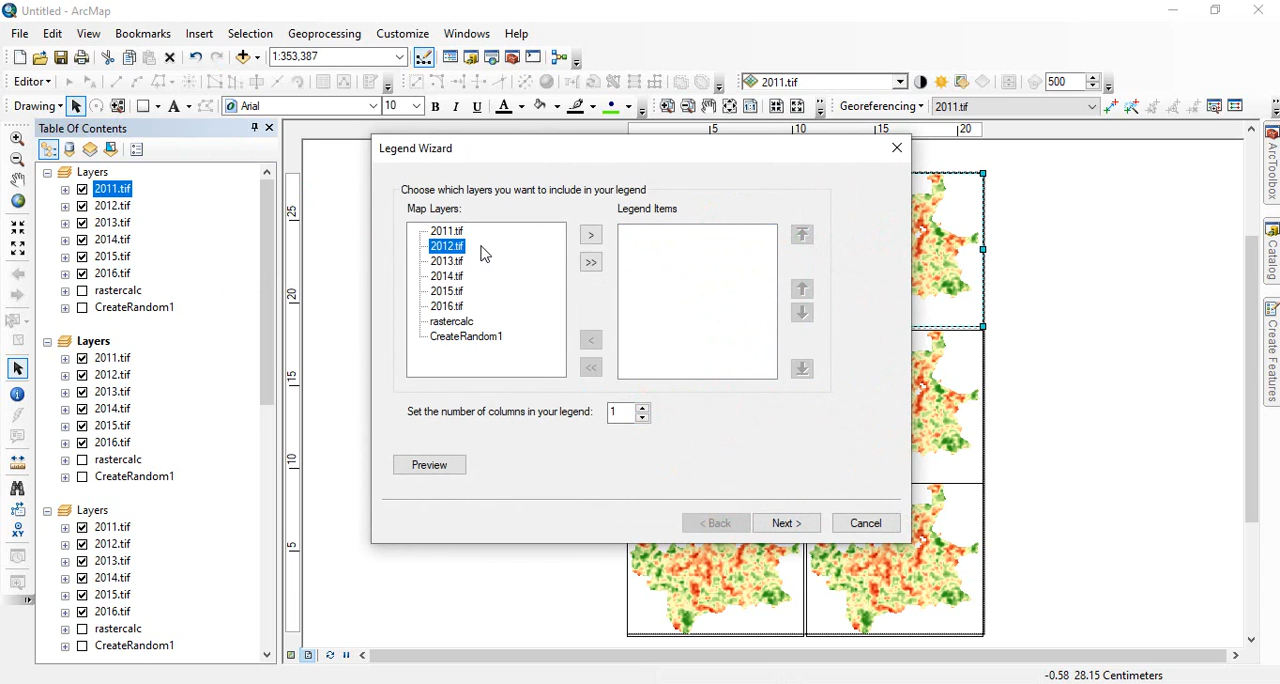 Untitled - ArcMap
File Edit View Bookmarks Insert Selection Geoprocessing Customize Windows Help
1:353,387
Editor 2011.tif 500
Drawing A Arial 10 B I U A Georeferencing 2011.tif
Table Of Contents
Layers
2011.tif
2012.tif
2013.tif
2014.tif
2015.tif
2016.tif
rastercalc
CreateRandom1
Layers
2011.tif
2012.tif
2013.tif
2014.tif
2015.tif
2016.tif
rastercalc
CreateRandom1
Layers
2011.tif
2012.tif
2013.tif
2014.tif
2015.tif
2016.tif
rastercalc
CreateRandom1
5 10 15 20
25
20
15
10
5
Legend Wizard
Choose which layers you want to include in your legend
Map Layers: Legend Items
2011.tif
2012.tif
2013.tif
2014.tif
2015.tif
2016.tif
rastercalc
CreateRandom1
>
>>
<
<<
Set the number of columns in your legend: 1
Preview
< Back Next > Cancel
ArcToolbox
Catalog
Create Features
-0.58 28.15 Centimeters